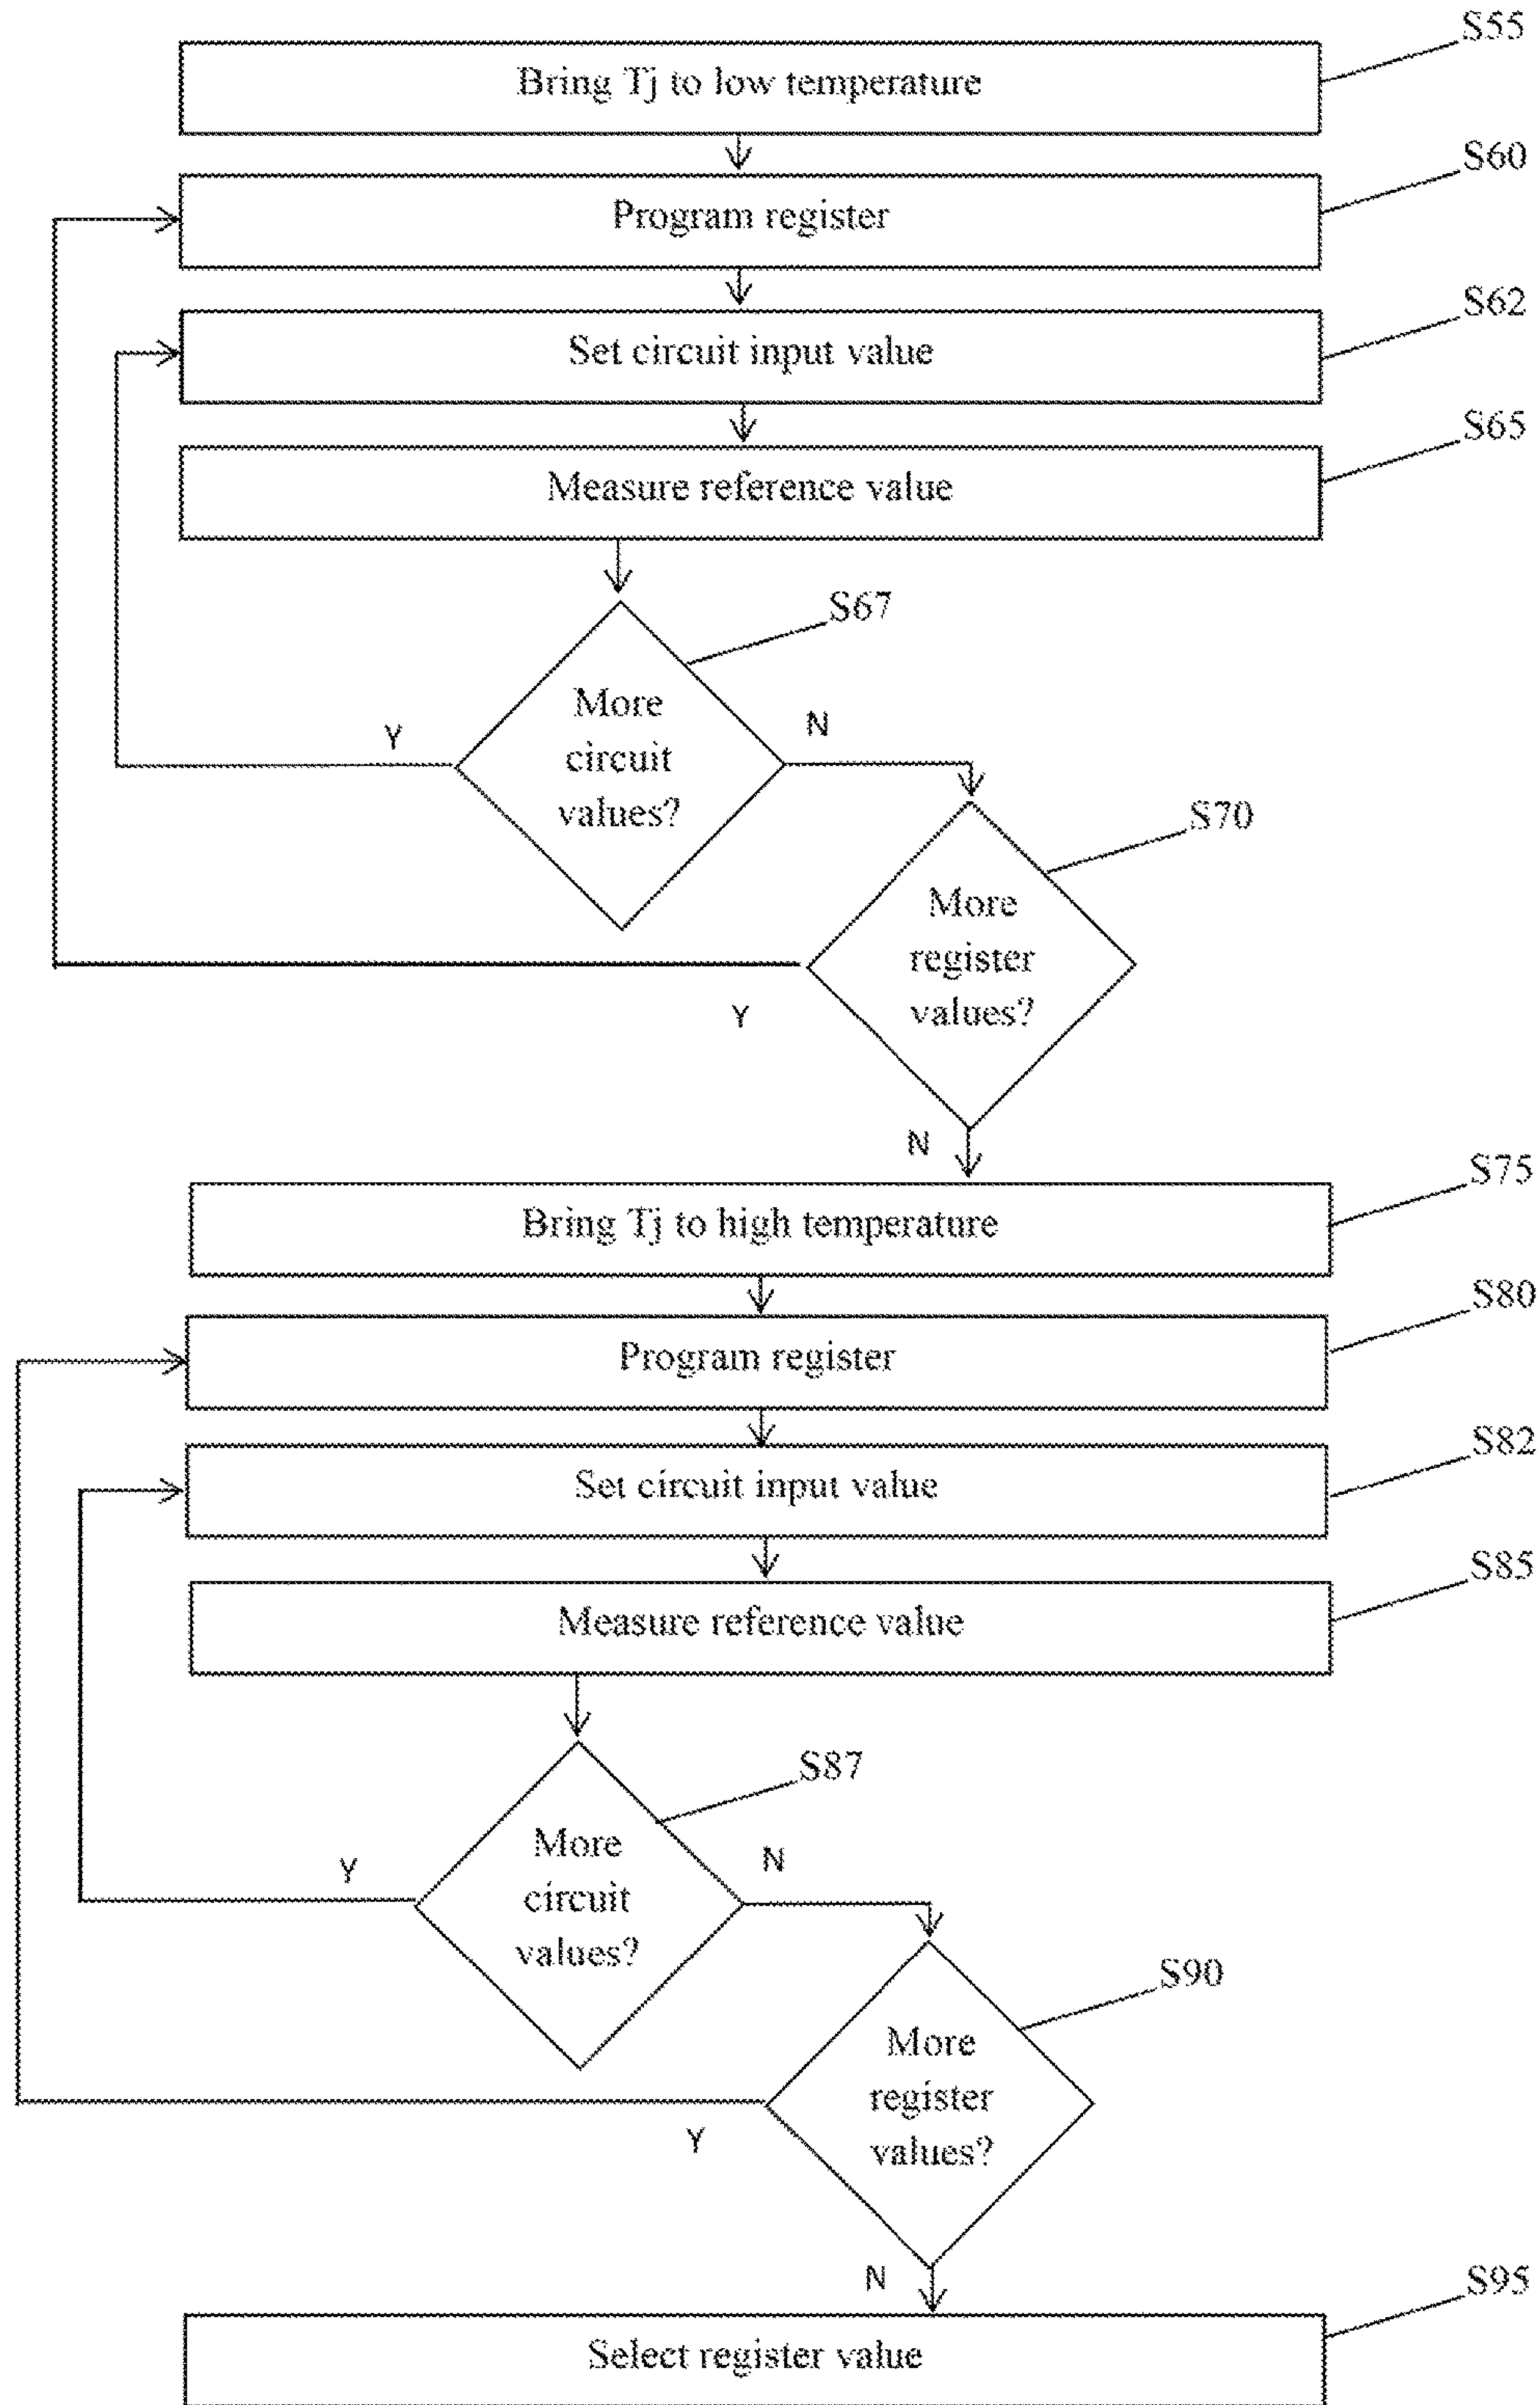 S55
Bring Tj to low temperature
S60
Program register
S62
Set circuit input value
S65
Measure reference value
S67
More
circuit
values?
Y
N
S70
More
register
values?
Y
N
S75
Bring Tj to high temperature
S80
Program register
S82
Set circuit input value
S85
Measure reference value
S87
More
circuit
values?
Y
N
S90
More
register
values?
Y
N
S95
Select register value